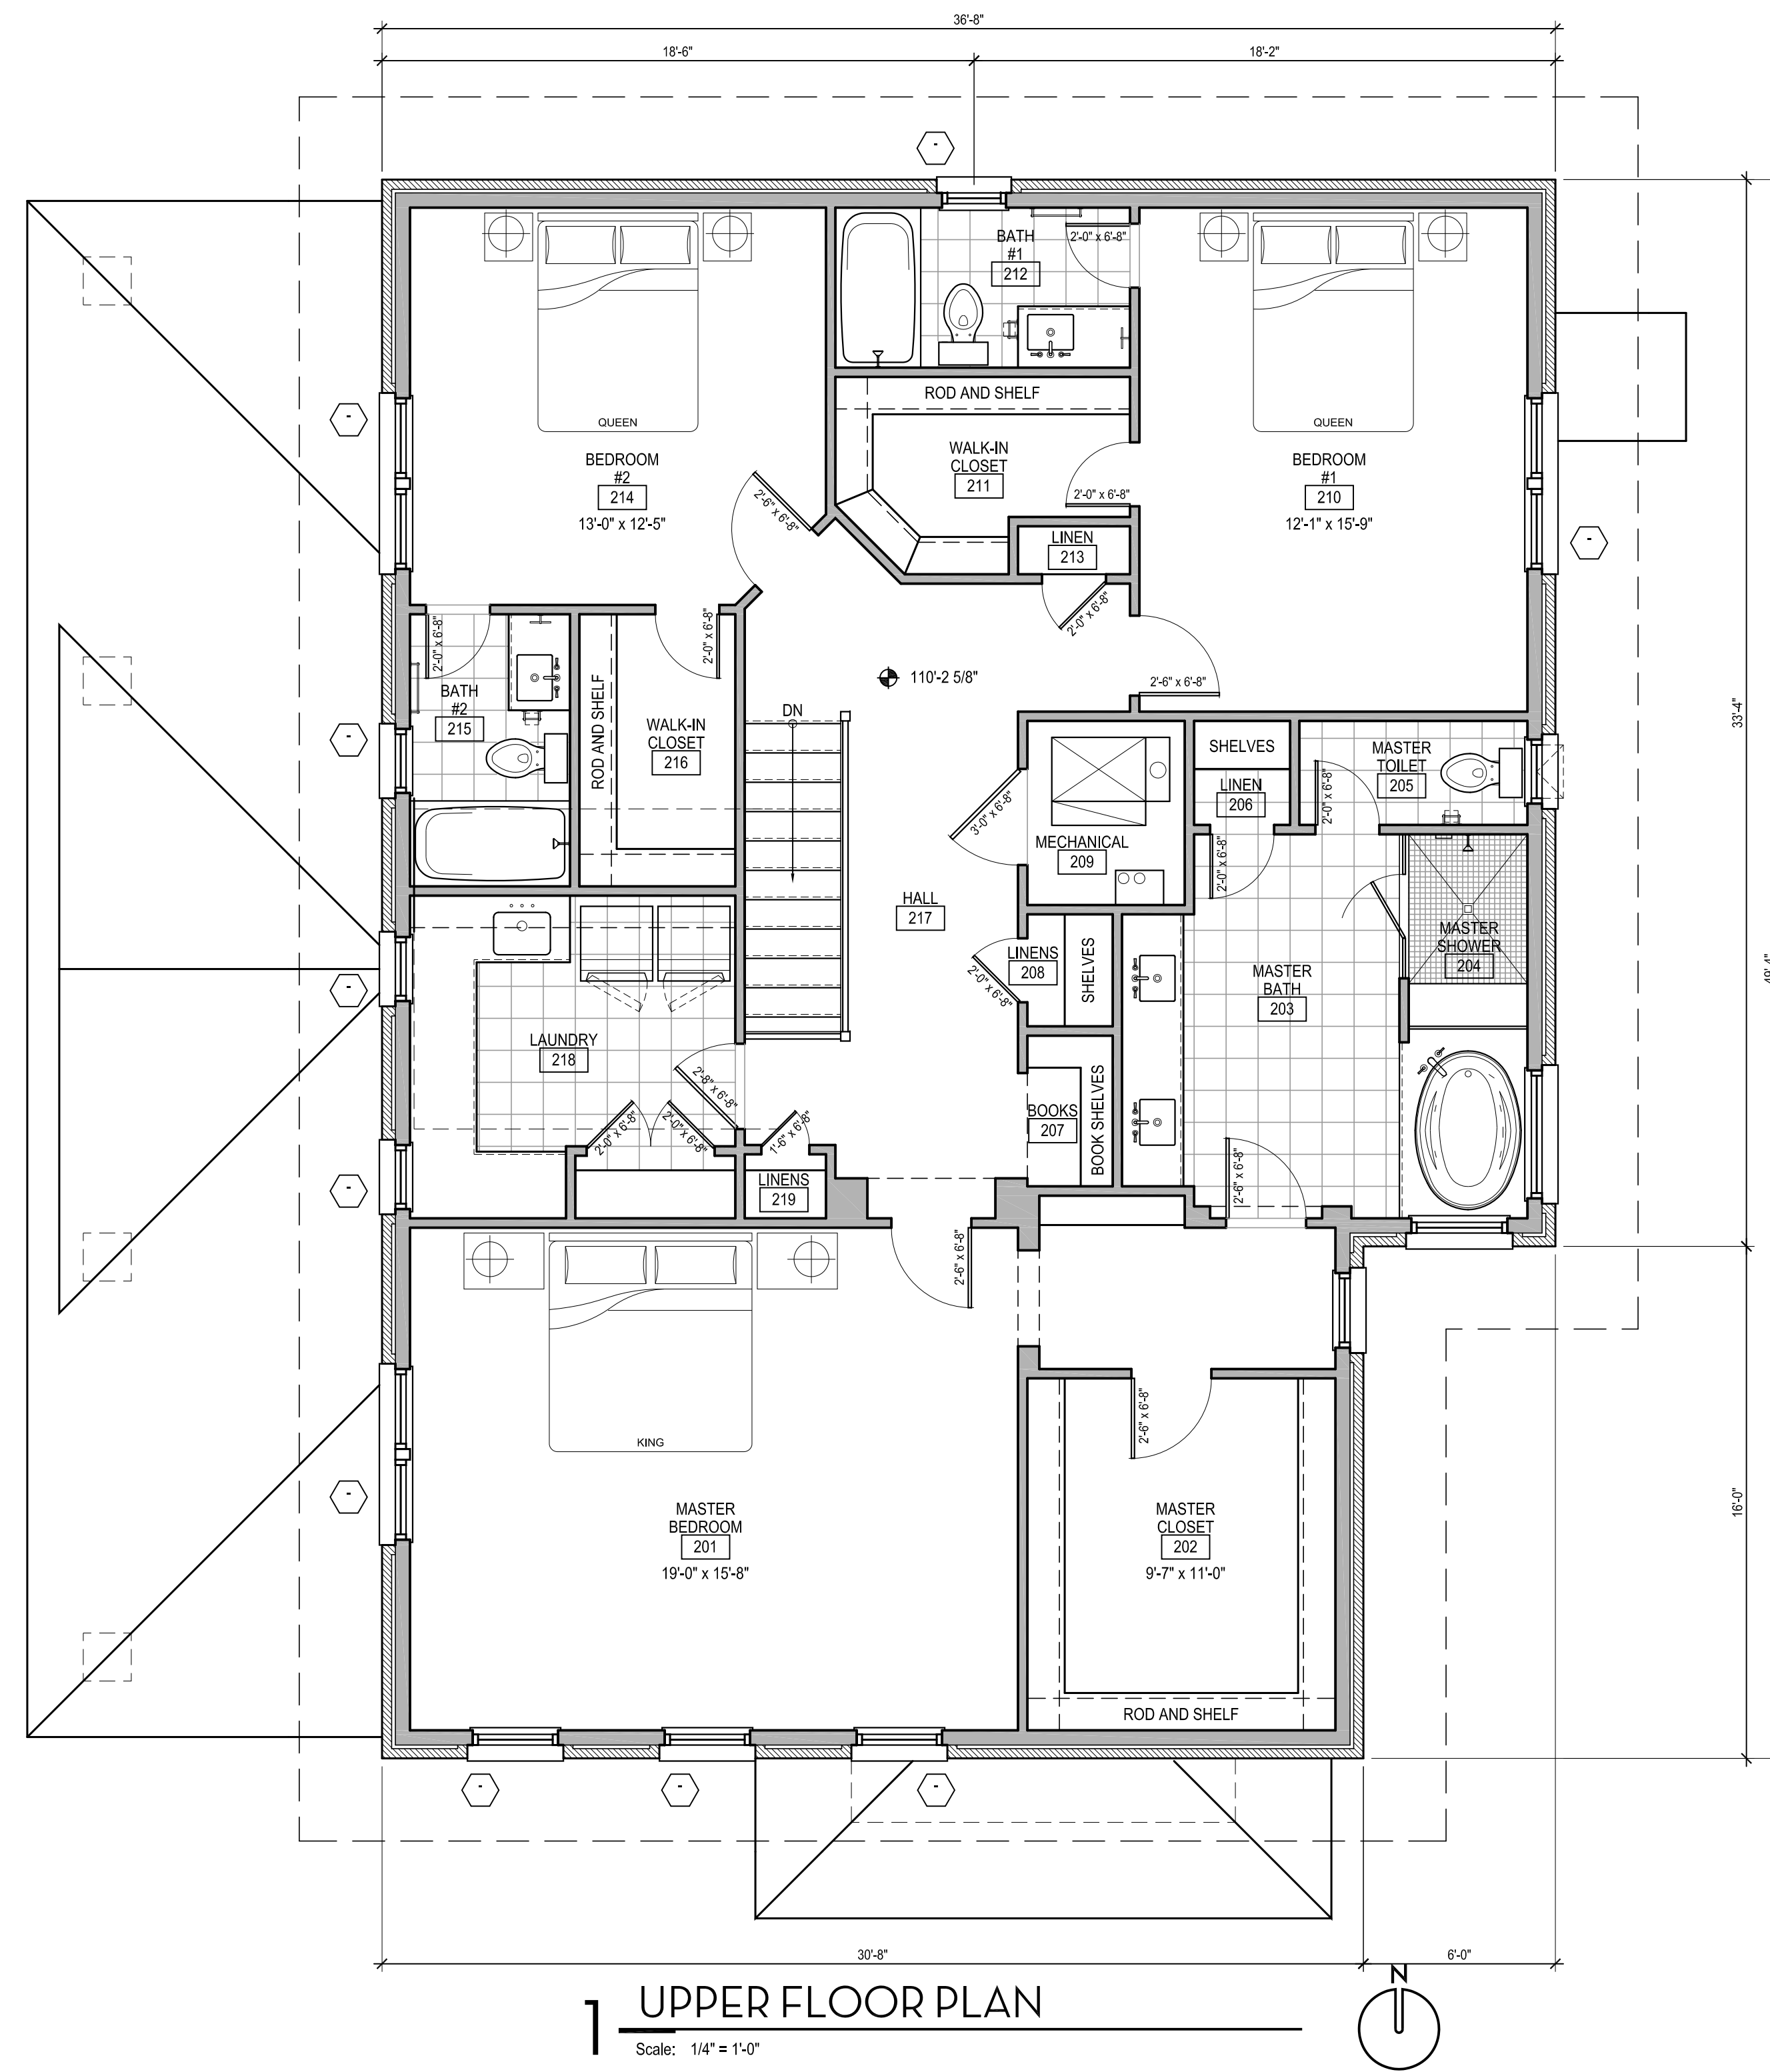 36'-8"
18'-6"
18'-2"
BATH
#1
212
2'-0" x 6'-8"
ROD AND SHELF
QUEEN
QUEEN
BEDROOM
#2
214
13'-0" x 12'-5"
WALK-IN
CLOSET
211
2'-0" x 6'-8"
BEDROOM
#1
210
12'-1" x 15'-9"
2'-6" x 6'-8"
LINEN
213
2'-0" x 6'-8"
2'-0" x 6'-8"
2'-0" x 6'-8"
BATH
#2
215
ROD AND SHELF
WALK-IN
CLOSET
216
110'-2 5/8"
2'-6" x 6'-8"
DN
33'-4"
SHELVES
LINEN
206
MASTER
TOILET
205
2'-0" x 6'-8"
3'-0" x 6'-8"
MECHANICAL
209
2'-0" x 6'-8"
HALL
217
LINENS
208
SHELVES
2'-0" x 6'-8"
MASTER
SHOWER
204
MASTER
BATH
203
49'-4"
LAUNDRY
218
2'-8" x 6'-8"
2'-0" x 6'-8"
2'-0" x 6'-8"
1'-6" x 6'-8"
BOOKS
207
BOOK SHELVES
LINENS
219
2'-6" x 6'-8"
2'-6" x 6'-8"
KING
2'-6" x 6'-8"
MASTER
BEDROOM
201
19'-0" x 15'-8"
MASTER
CLOSET
202
9'-7" x 11'-0"
16'-0"
ROD AND SHELF
30'-8"
6'-0"
N
1
UPPER FLOOR PLAN
Scale: 1/4" = 1'-0"